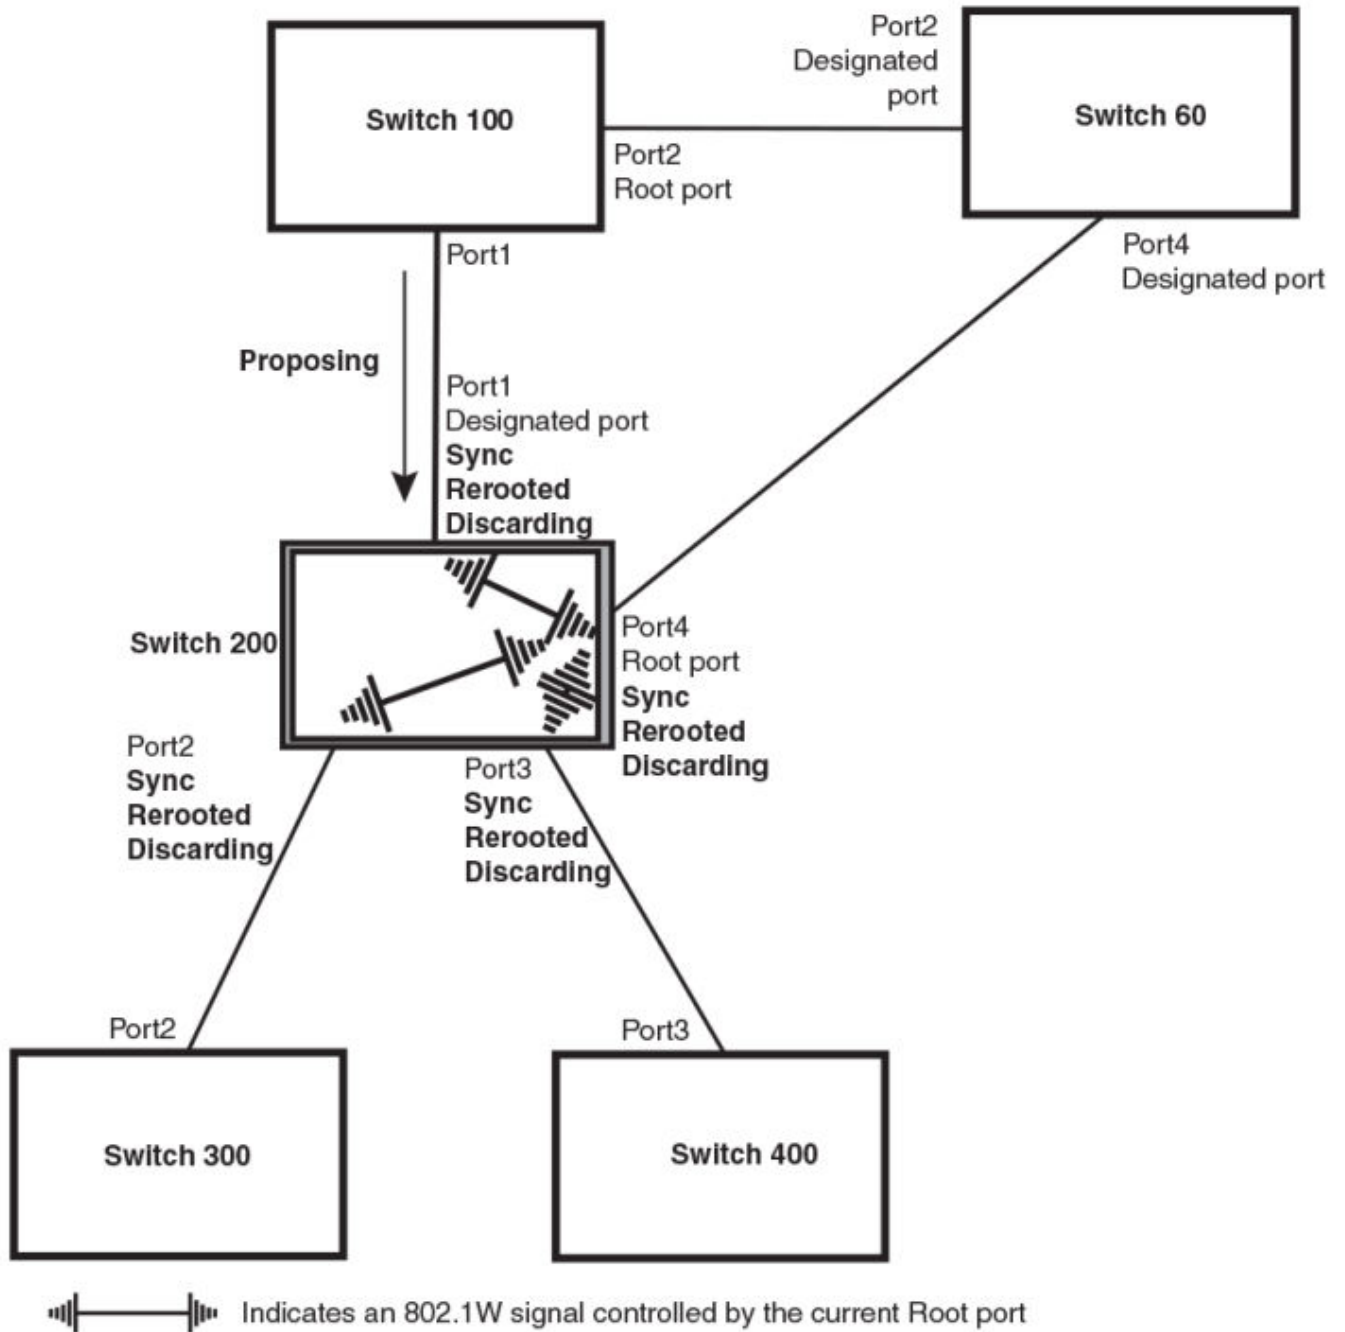 Port2
Designated
port
Switch 100
Switch 60
Port2
Root port
Port1
Port4
Designated port
Proposing
Port1
Designated port
Sync
Rerooted
Discarding
Switch 200
Port4
Root port
Sync
Rerooted
Discarding
Port2
Sync
Rerooted
Discarding
Port3
Sync
Rerooted
Discarding
Port2
Port3
Switch 300
Switch 400
Indicates an 802.1W signal controlled by the current Root port